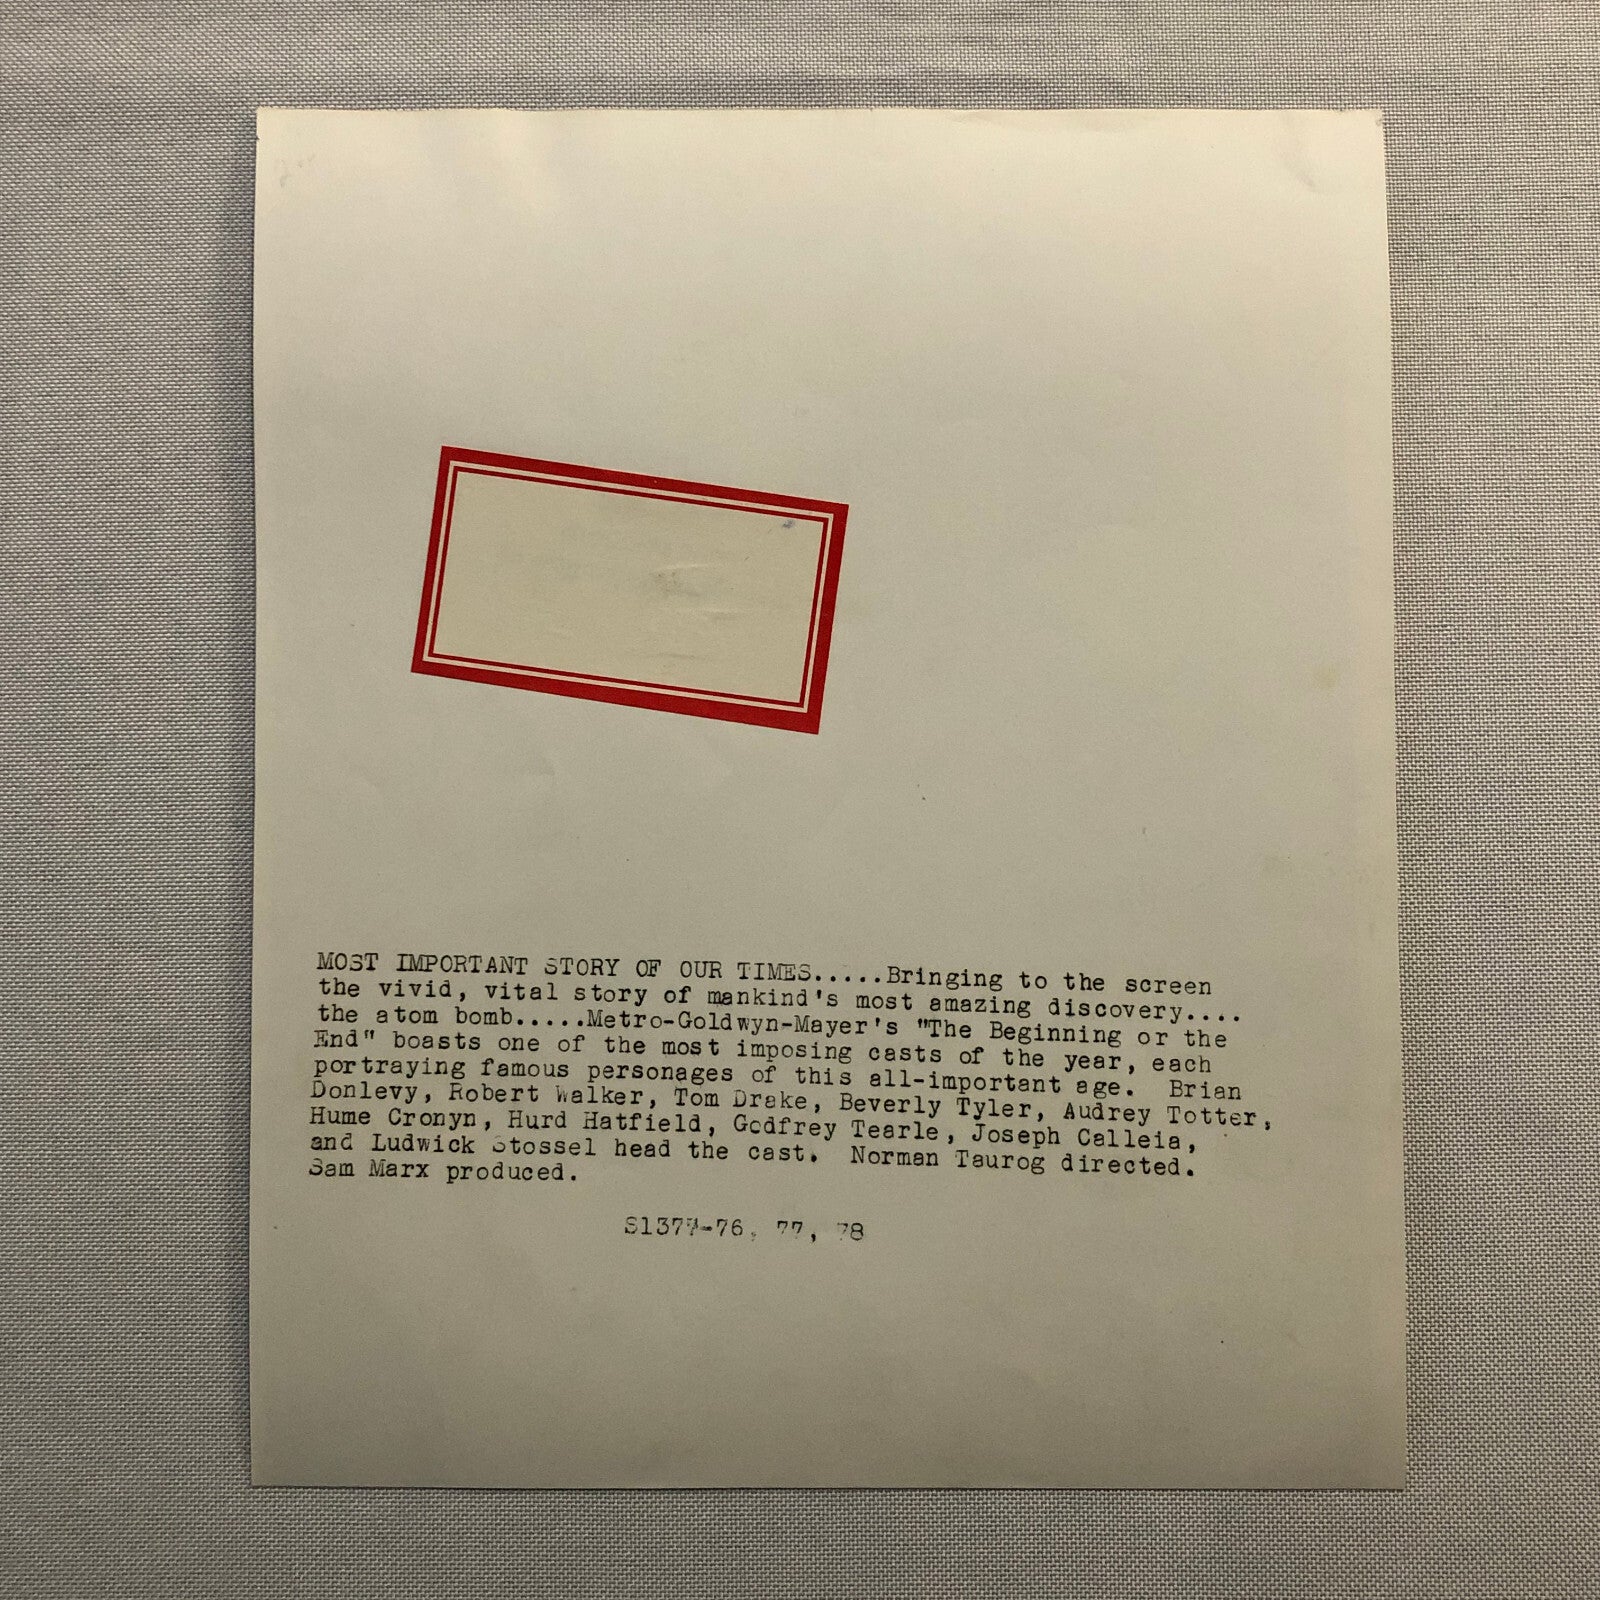 MOST IMPORTANT STORY OF OUR TIMES.....Bringing to the screen
the vivid, vital story of mankind's most amazing discovery....
the atom bomb.....Metro-Goldwyn-Mayer's "The Beginning or the
End" boasts one of the most imposing casts of the year, each
portraying famous personages of this all-important age.  Brian
Donlevy, Robert Walker, Tom Drake, Beverly Tyler, Audrey Totter,
Hume Cronyn, Hurd Hatfield, Godfrey Tearle, Joseph Calleia,
and Ludwick Stossel head the cast.  Norman Taurog directed.
Sam Marx produced.
S1377-76, 77, 78